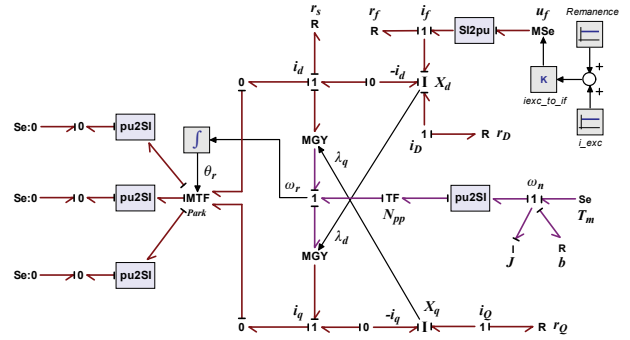 r_s
R
r_f
R
i_f
1
SI2pu
u_f
MSe
Remanence
+
K
iexc_to_if
+
i_exc
i_d
0
1
0
-i_d
I
X_d
Se:0
0
pu2SI
∫
MGY
λ_q
i_D
1
R
r_D
θ_r
Se:0
0
pu2SI
IMTF
Park
ω_r
1
TF
N_pp
pu2SI
ω_n
1
Se
T_m
λ_d
MGY
I
J
R
b
Se:0
0
pu2SI
i_q
0
1
0
-i_q
X_q
I
i_Q
1
R
r_Q